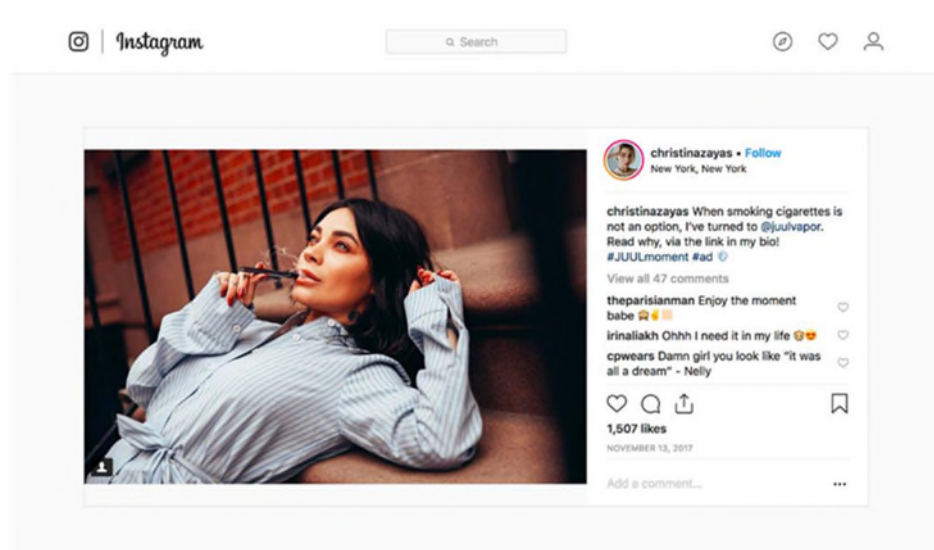 Instagram
Search
christinazayas • Follow
New York, New York
christinazayas When smoking cigarettes is
not an option, I've turned to @juulvapor.
Read why, via the link in my bio!
#JUULmoment #ad
View all 47 comments
theparisianman Enjoy the moment
babe
irinaliakh Ohhh I need it in my life
cpwears Damn girl you look like “it was
all a dream” - Nelly
1,507 likes
NOVEMBER 13, 2017
Add a comment...